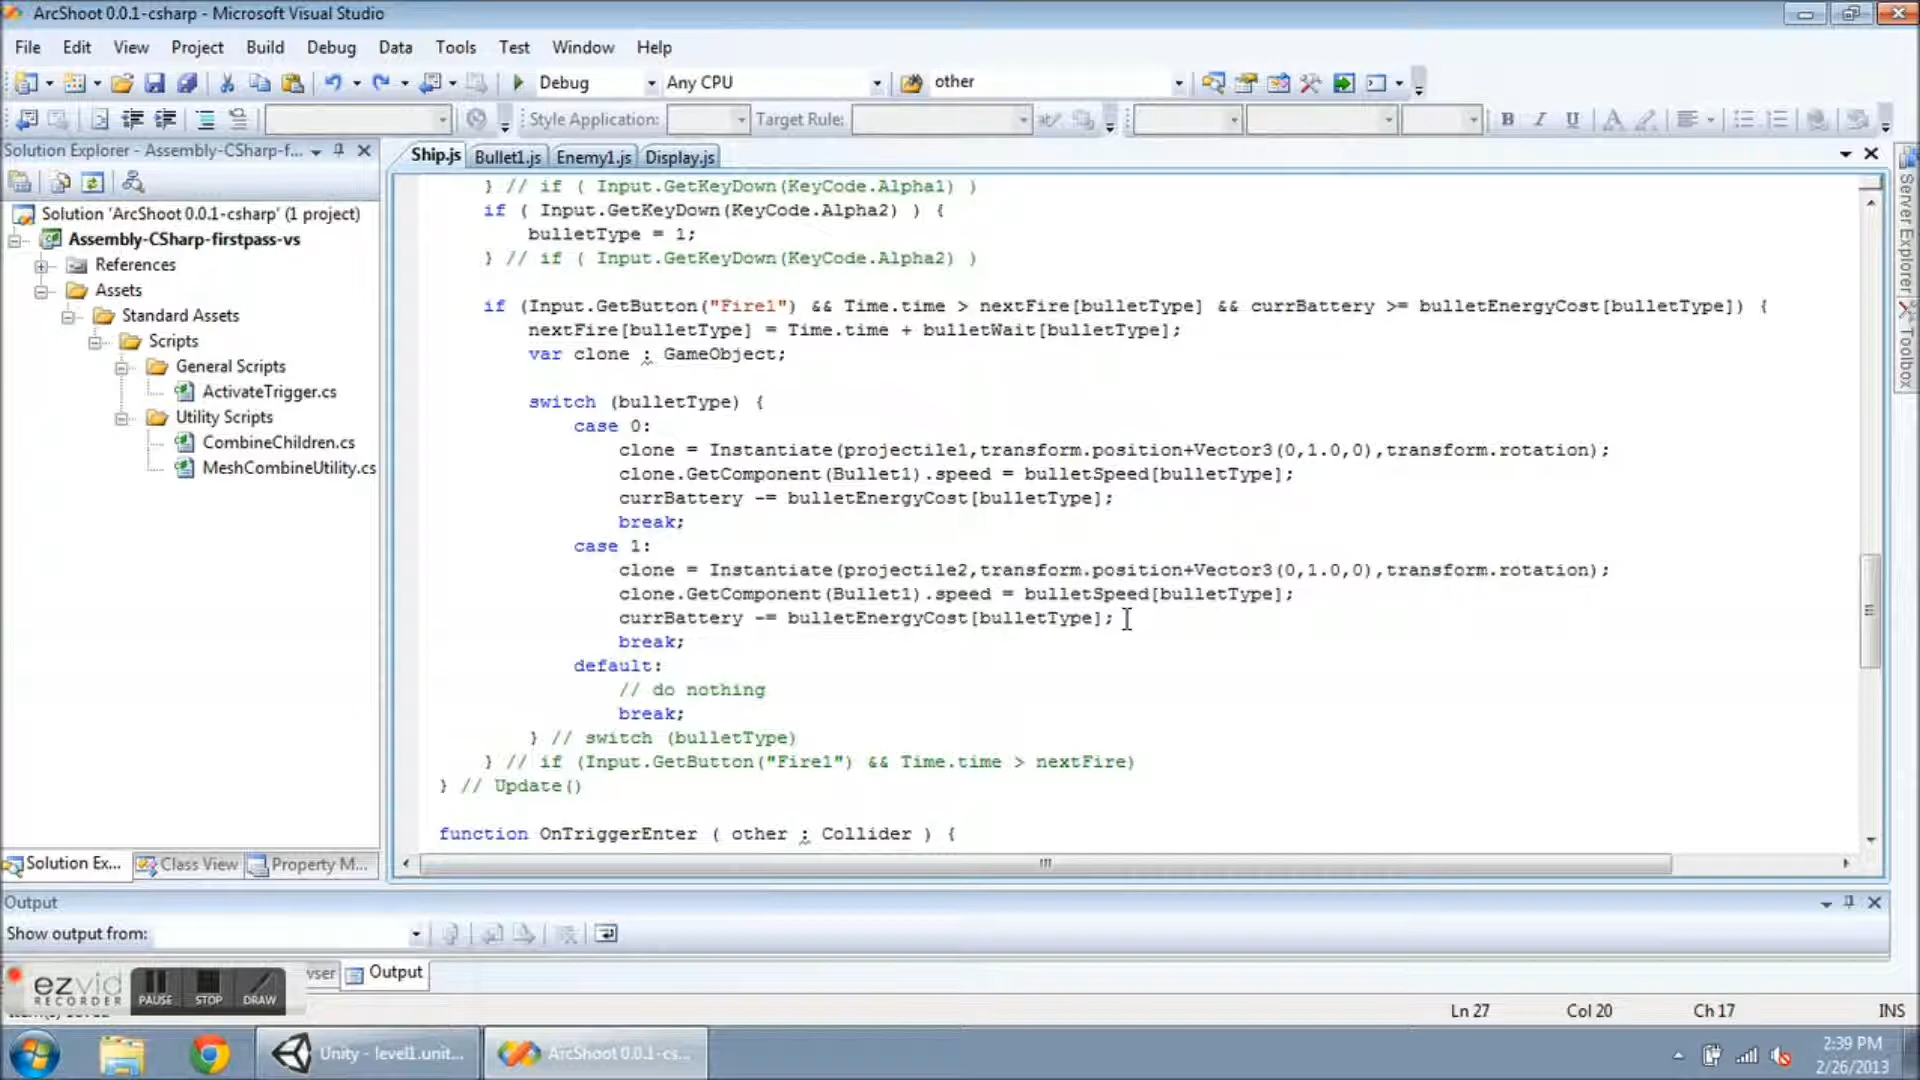 ArcShoot 0.0.1-csharp - Microsoft Visual Studio
File Edit View Project Build Debug Data Tools Test Window Help
Debug Any CPU other
Style Application: Target Rule: B I U A
Solution Explorer - Assembly-CSharp-f...
Ship.js Bullet1.js Enemy1.js Display.js
Solution 'ArcShoot 0.0.1-csharp' (1 project)
Assembly-CSharp-firstpass-vs
References
Assets
Standard Assets
Scripts
General Scripts
ActivateTrigger.cs
Utility Scripts
CombineChildren.cs
MeshCombineUtility.cs
} // if ( Input.GetKeyDown(KeyCode.Alpha1) )
if ( Input.GetKeyDown(KeyCode.Alpha2) ) {
bulletType = 1;
} // if ( Input.GetKeyDown(KeyCode.Alpha2) )
if (Input.GetButton("Fire1") && Time.time > nextFire[bulletType] && currBattery >= bulletEnergyCost[bulletType]) {
nextFire[bulletType] = Time.time + bulletWait[bulletType];
var clone : GameObject;
switch (bulletType) {
case 0:
clone = Instantiate(projectile1,transform.position+Vector3(0,1.0,0),transform.rotation);
clone.GetComponent(Bullet1).speed = bulletSpeed[bulletType];
currBattery -= bulletEnergyCost[bulletType];
break;
case 1:
clone = Instantiate(projectile2,transform.position+Vector3(0,1.0,0),transform.rotation);
clone.GetComponent(Bullet1).speed = bulletSpeed[bulletType];
currBattery -= bulletEnergyCost[bulletType];
break;
default:
// do nothing
break;
} // switch (bulletType)
} // if (Input.GetButton("Fire1") && Time.time > nextFire)
} // Update()
function OnTriggerEnter ( other : Collider ) {
Server Explorer
Toolbox
Solution Ex... Class View Property M...
Output
Show output from:
wser Output
ezvid
RECORDER
PAUSE STOP DRAW
Ln 27 Col 20 Ch 17 INS
Unity - level1.unit... ArcShoot 0.0.1-cs...
2:39 PM
2/26/2013